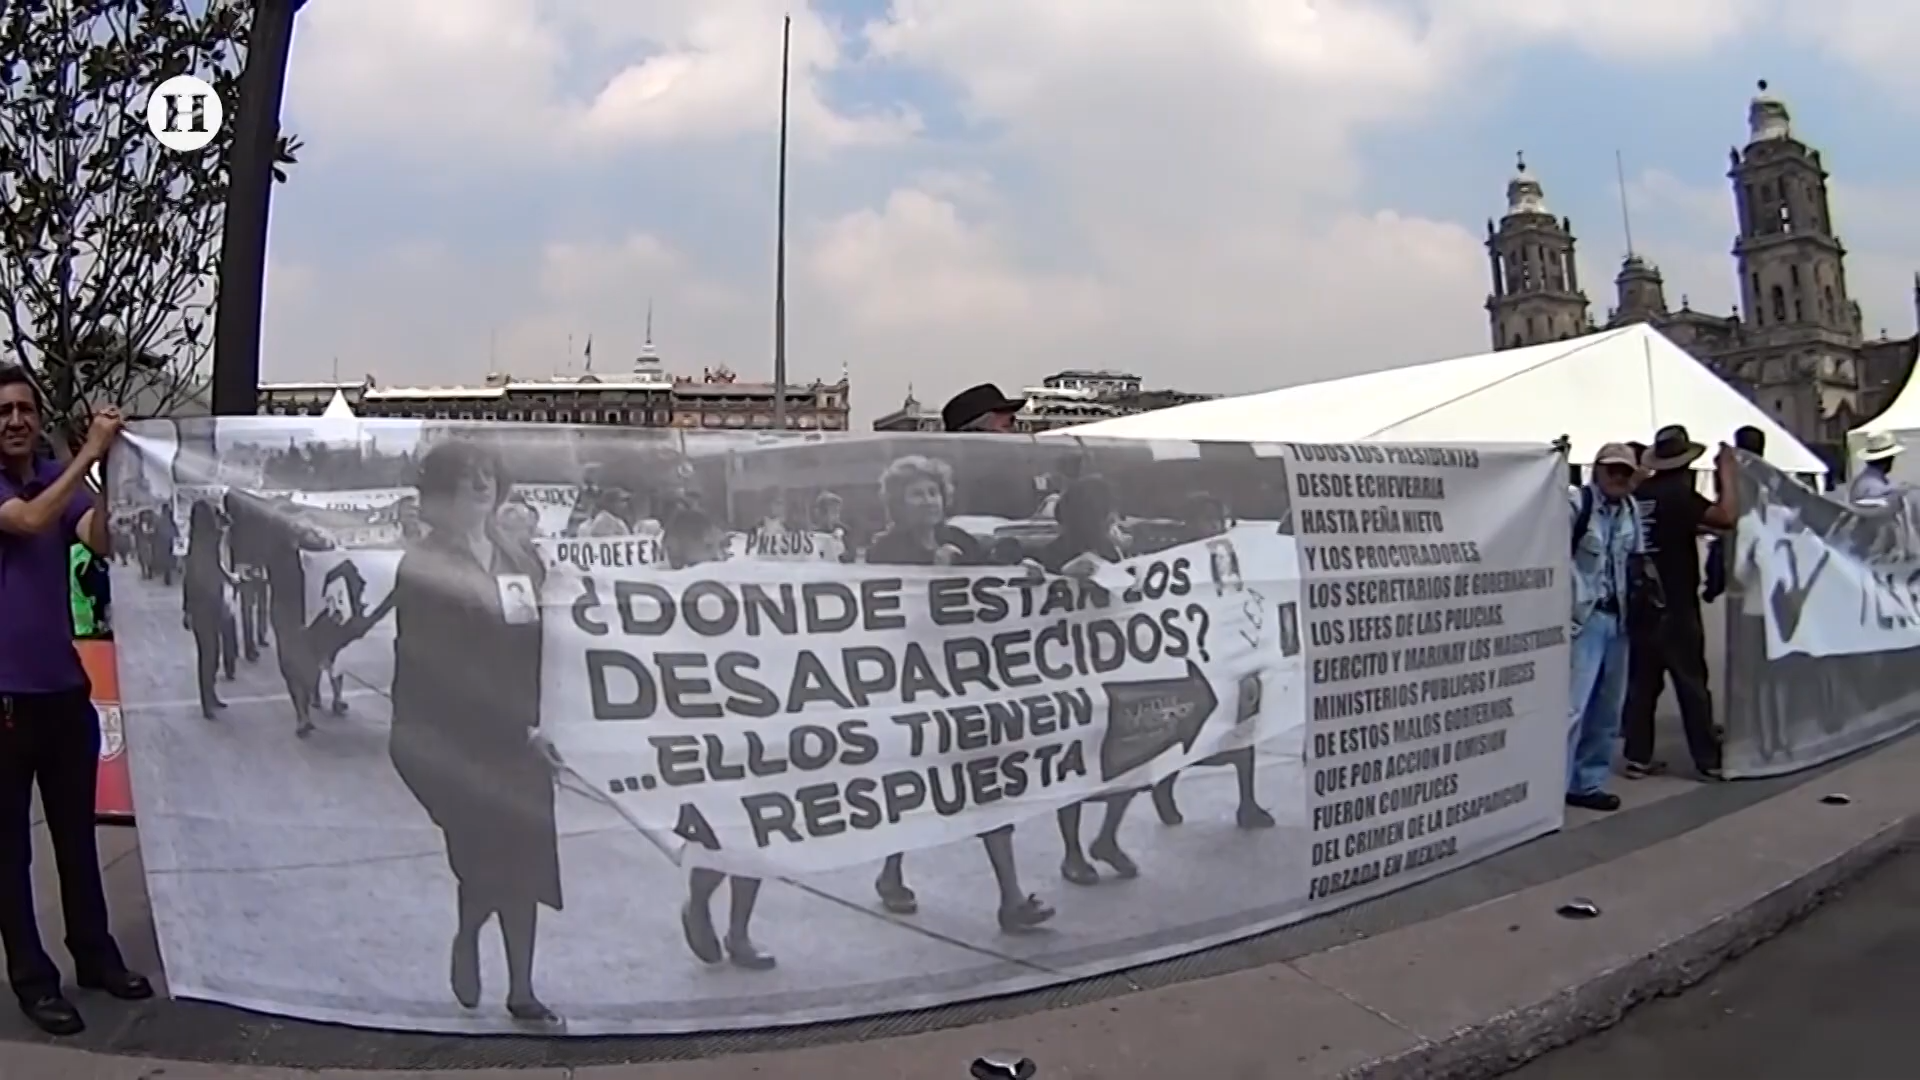 H
PRO-DEFEN
PRESOS
¿DONDE ESTAN LOS
DESAPARECIDOS?
...ELLOS TIENEN
A RESPUESTA
TODOS LOS PRESIDENTES
DESDE ECHEVERRIA
HASTA PEÑA NIETO
Y LOS PROCURADORES
LOS SECRETARIOS DE GOBERNACION Y
LOS JEFES DE LAS POLICIAS,
EJERCITO Y MARINA Y LOS MAGISTRADOS,
MINISTERIOS PUBLICOS Y JUECES
DE ESTOS MALOS GOBIERNOS,
QUE POR ACCION U OMISION
FUERON COMPLICES
DEL CRIMEN DE LA DESAPARICION
FORZADA EN MEXICO.